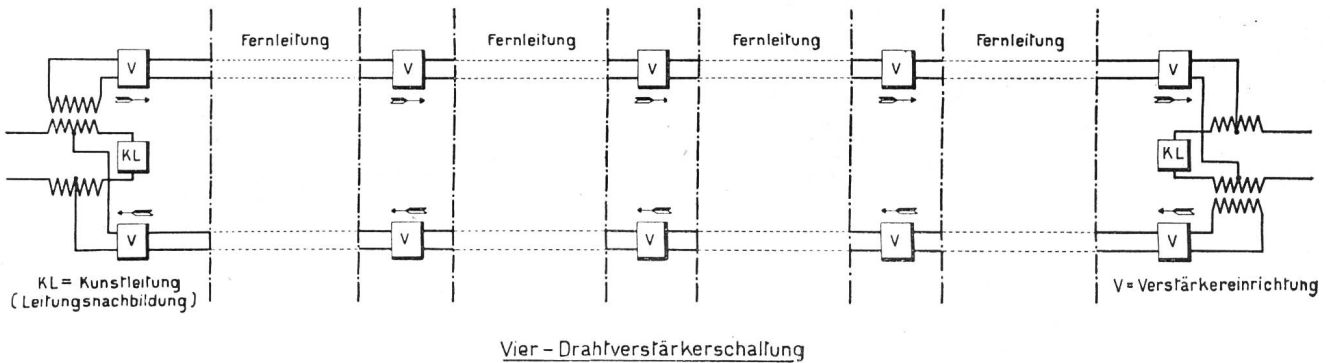 Fernleitung Fernleitung Fernleitung Fernleitung
V V V V V
KL KL
V V V V V
KL = Kunstleitung
(Leitungsnachbildung)
V = Verstärkereinrichtung
Vier - Drahtverstärkerschaltung